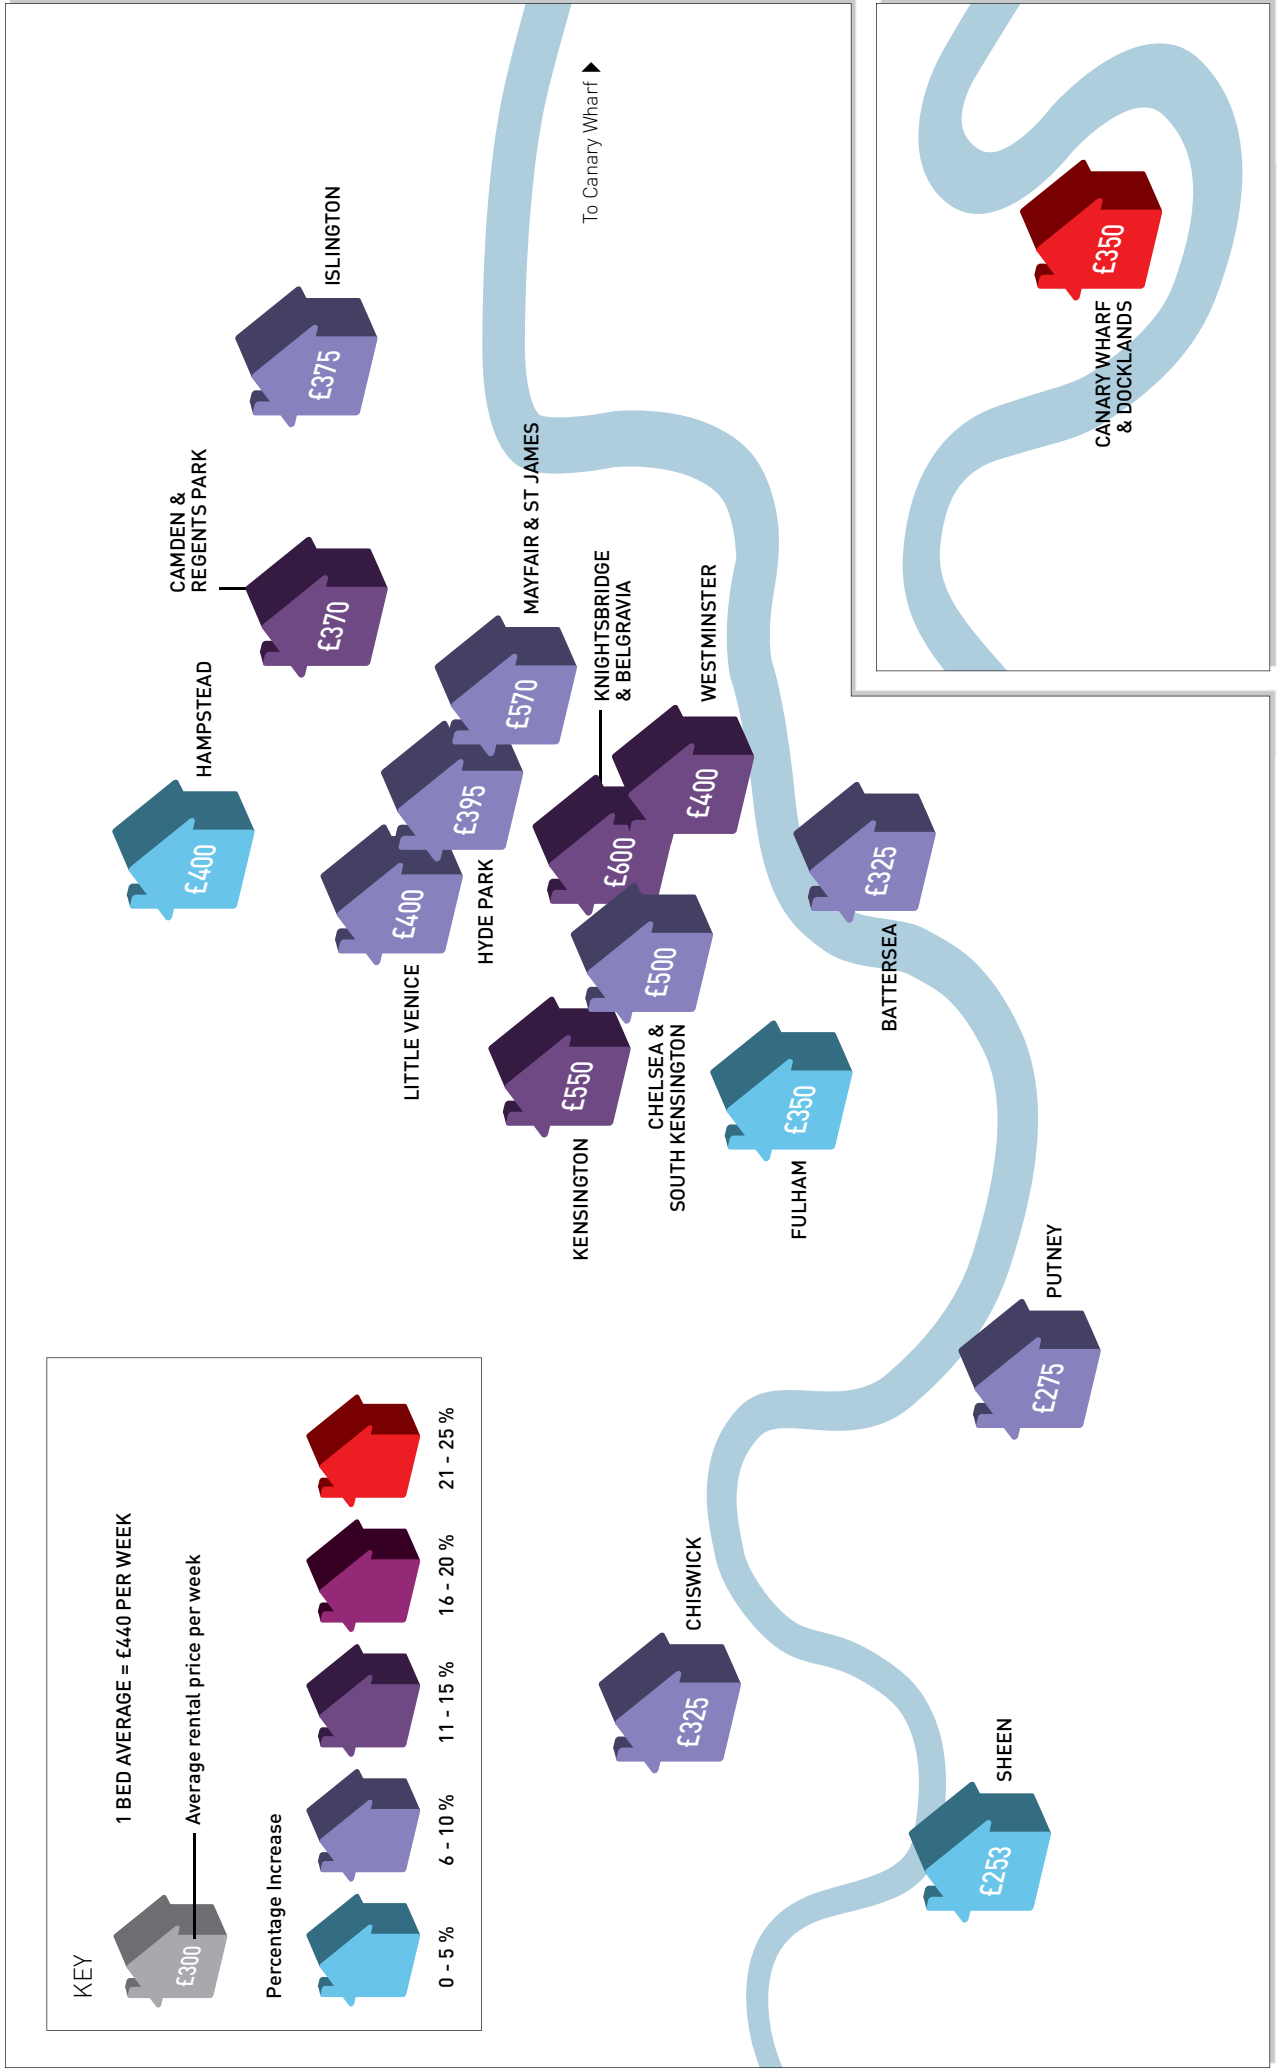 KEY
£300
1 BED AVERAGE = £440 PER WEEK
Average rental price per week
Percentage Increase
0 - 5 %
6 - 10 %
11 - 15 %
16 - 20 %
21 - 25 %
HAMPSTEAD
£400
CAMDEN &
REGENTS PARK
£370
ISLINGTON
£375
LITTLE VENICE
£400
HYDE PARK
£395
MAYFAIR & ST JAMES
£570
KNIGHTSBRIDGE
& BELGRAVIA
£600
WESTMINSTER
£400
KENSINGTON
£550
CHELSEA &
SOUTH KENSINGTON
£500
FULHAM
£350
BATTERSEA
£325
CHISWICK
£325
PUTNEY
£275
SHEEN
£253
To Canary Wharf
CANARY WHARF
& DOCKLANDS
£350